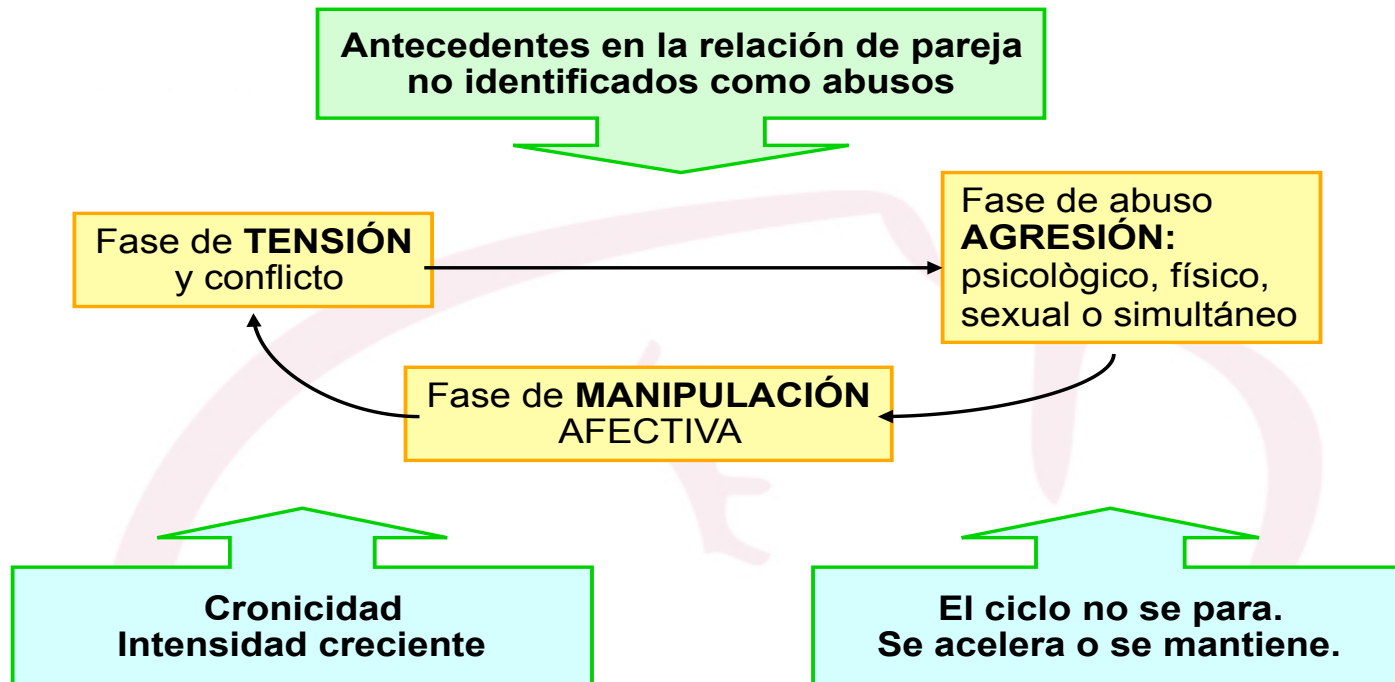 Antecedentes en la relación de pareja
no identificados como abusos
Fase de TENSIÓN
y conflicto
Fase de abuso
AGRESIÓN:
psicològico, físico,
sexual o simultáneo
Fase de MANIPULACIÓN
AFECTIVA
Cronicidad
Intensidad creciente
El ciclo no se para.
Se acelera o se mantiene.